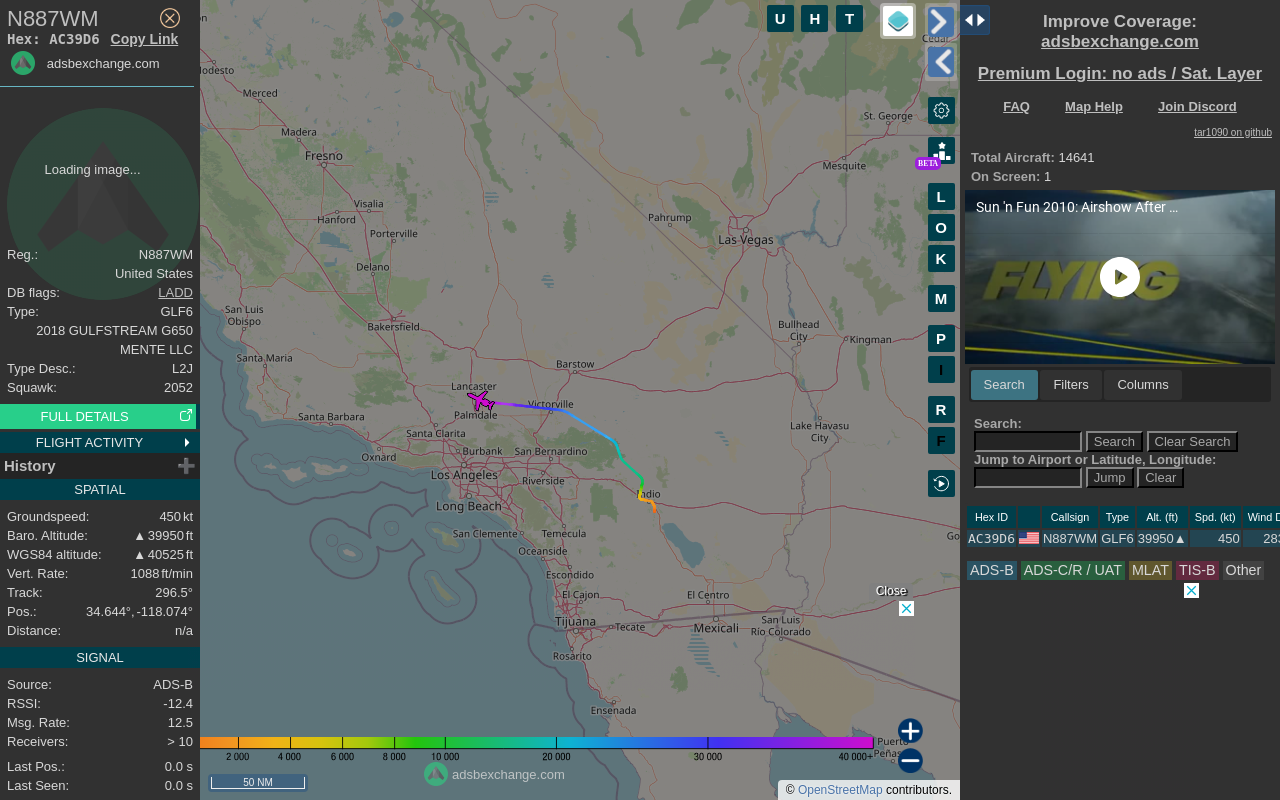 N887WM
Hex: AC39D6 Copy Link
adsbexchange.com
Loading image...
Reg.: N887WM
United States
DB flags: LADD
Type: GLF6
2018 GULFSTREAM G650
MENTE LLC
Type Desc.: L2J
Squawk: 2052
FULL DETAILS
FLIGHT ACTIVITY
History
SPATIAL
Groundspeed: 450 kt
Baro. Altitude: ▲ 39950 ft
WGS84 altitude: ▲ 40525 ft
Vert. Rate: 1088 ft/min
Track: 296.5°
Pos.: 34.644°, -118.074°
Distance: n/a
SIGNAL
Source: ADS-B
RSSI: -12.4
Msg. Rate: 12.5
Receivers: > 10
Last Pos.: 0.0 s
Last Seen: 0.0 s
U H T
Cedar
Modesto
Merced
Madera
Fresno
St. George
Mesquite
BETA
Visalia
Hanford
Porterville
Pahrump
Las Vegas
Delano
San Luis
Obispo
Bakersfield
Bullhead
City
Kingman
Santa Maria
Barstow
Lancaster
Palmdale
Victorville
Santa Barbara
Santa Clarita
Lake Havasu
City
Oxnard
Burbank
San Bernardino
Los Angeles
Riverside
Indio
Long Beach
San Clemente
Temecula
Oceanside
Escondido
El Cajon
El Centro
Tijuana
Tecate
Mexicali
San Luis
Río Colorado
Rosarito
Ensenada
Puerto
Peñasco
L
O
K
M
P
I
R
F
Close
2 000 4 000 6 000 8 000 10 000 20 000 30 000 40 000+
adsbexchange.com
50 NM
© OpenStreetMap contributors.
Improve Coverage:
adsbexchange.com
Premium Login: no ads / Sat. Layer
FAQ Map Help Join Discord
tar1090 on github
Total Aircraft: 14641
On Screen: 1
Sun 'n Fun 2010: Airshow After ...
FLYING
Search Filters Columns
Search:
Search Clear Search
Jump to Airport or Latitude, Longitude:
Jump Clear
Hex ID Callsign Type Alt. (ft) Spd. (kt) Wind D
AC39D6 N887WM GLF6 39950▲ 450 283
ADS-B ADS-C/R / UAT MLAT TIS-B Other